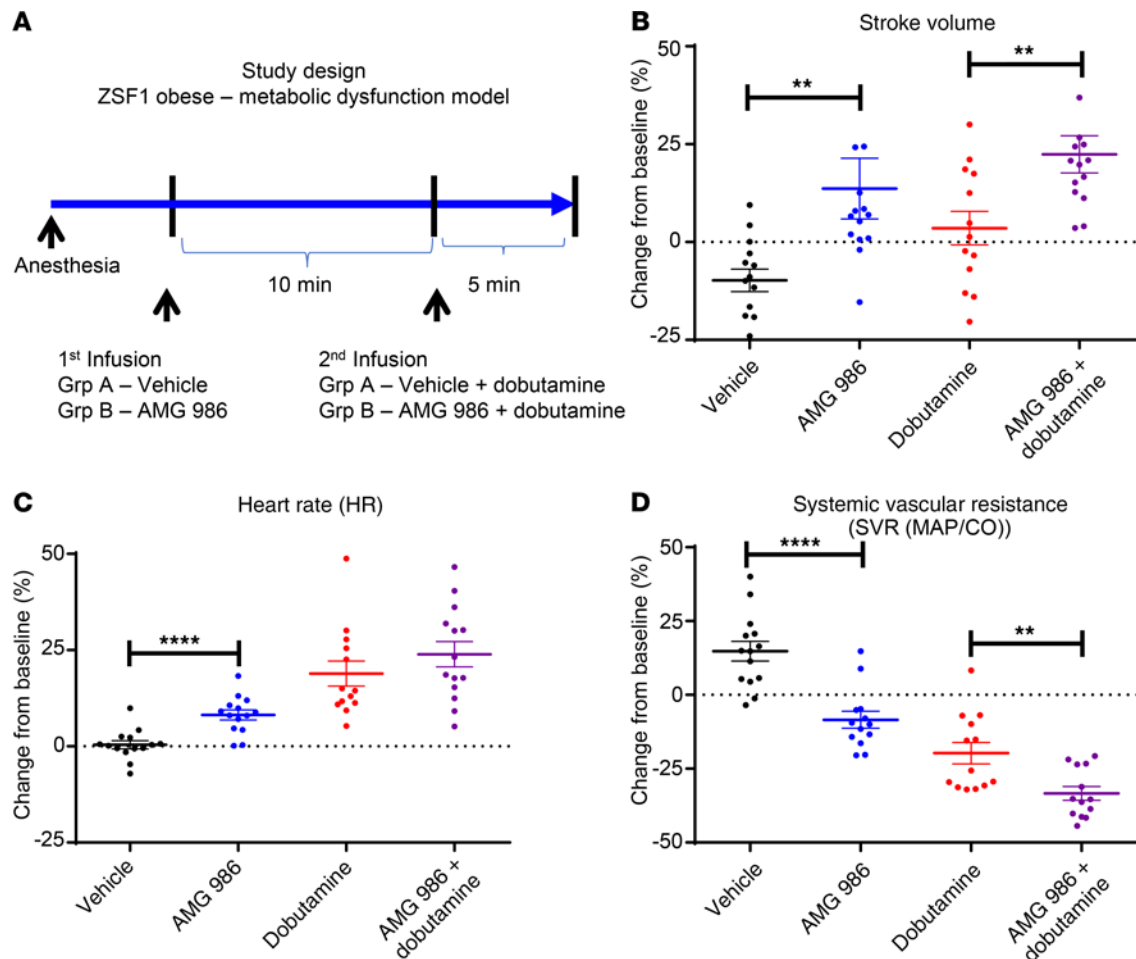 A
Study design
ZSF1 obese – metabolic dysfunction model
Anesthesia
10 min
5 min
1st Infusion
Grp A – Vehicle
Grp B – AMG 986
2nd Infusion
Grp A – Vehicle + dobutamine
Grp B – AMG 986 + dobutamine
B
Stroke volume
Change from baseline (%)
50
25
0
-25
**
**
Vehicle
AMG 986
Dobutamine
AMG 986 +
dobutamine
C
Heart rate (HR)
Change from baseline (%)
50
25
0
-25
****
Vehicle
AMG 986
Dobutamine
AMG 986 +
dobutamine
D
Systemic vascular resistance
(SVR (MAP/CO))
Change from baseline (%)
50
25
0
-25
-50
****
**
Vehicle
AMG 986
Dobutamine
AMG 986 +
dobutamine